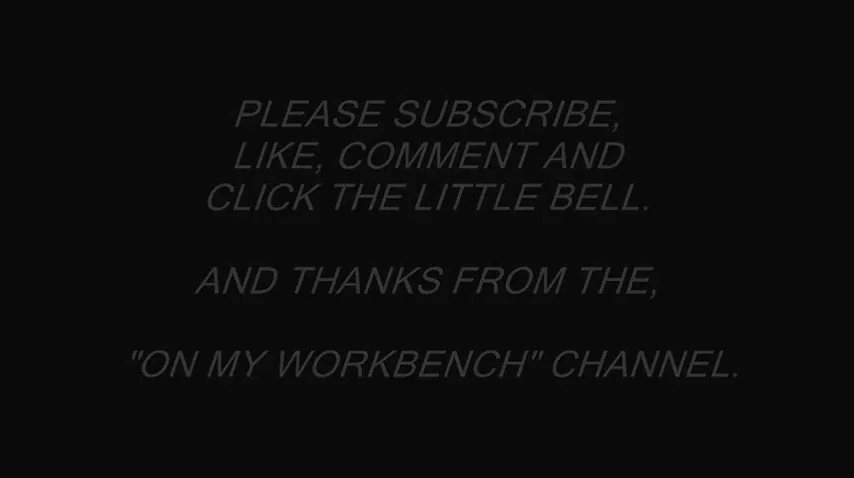 PLEASE SUBSCRIBE,
LIKE, COMMENT AND
CLICK THE LITTLE BELL.
AND THANKS FROM THE,
"ON MY WORKBENCH" CHANNEL.